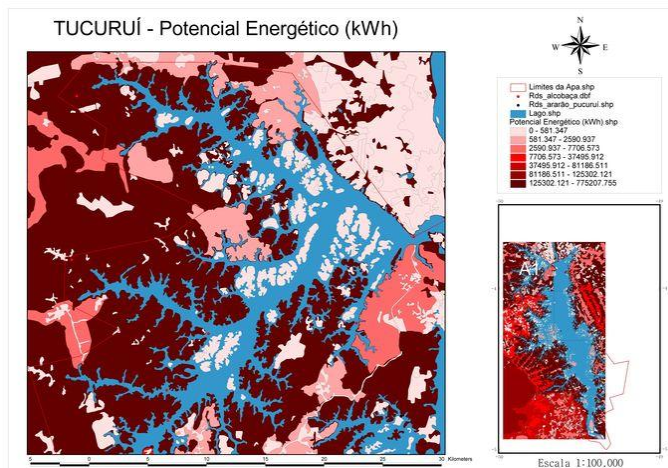 TUCURUÍ - Potencial Energético (kWh)
N
W E
S
Limites da Apa.shp
Rds_alcobaça.dbf
Rds_ararão_pucuruí.shp
Lago.shp
Potencial Energético (kWh).shp
0 - 581.347
581.347 - 2590.937
2590.937 - 7706.573
7706.573 - 37495.912
37495.912 - 81186.511
81186.511 - 125302.121
125302.121 - 775207.755
A1
5 0 5 10 15 20 25 30 Kilometers
Escala 1:100.000